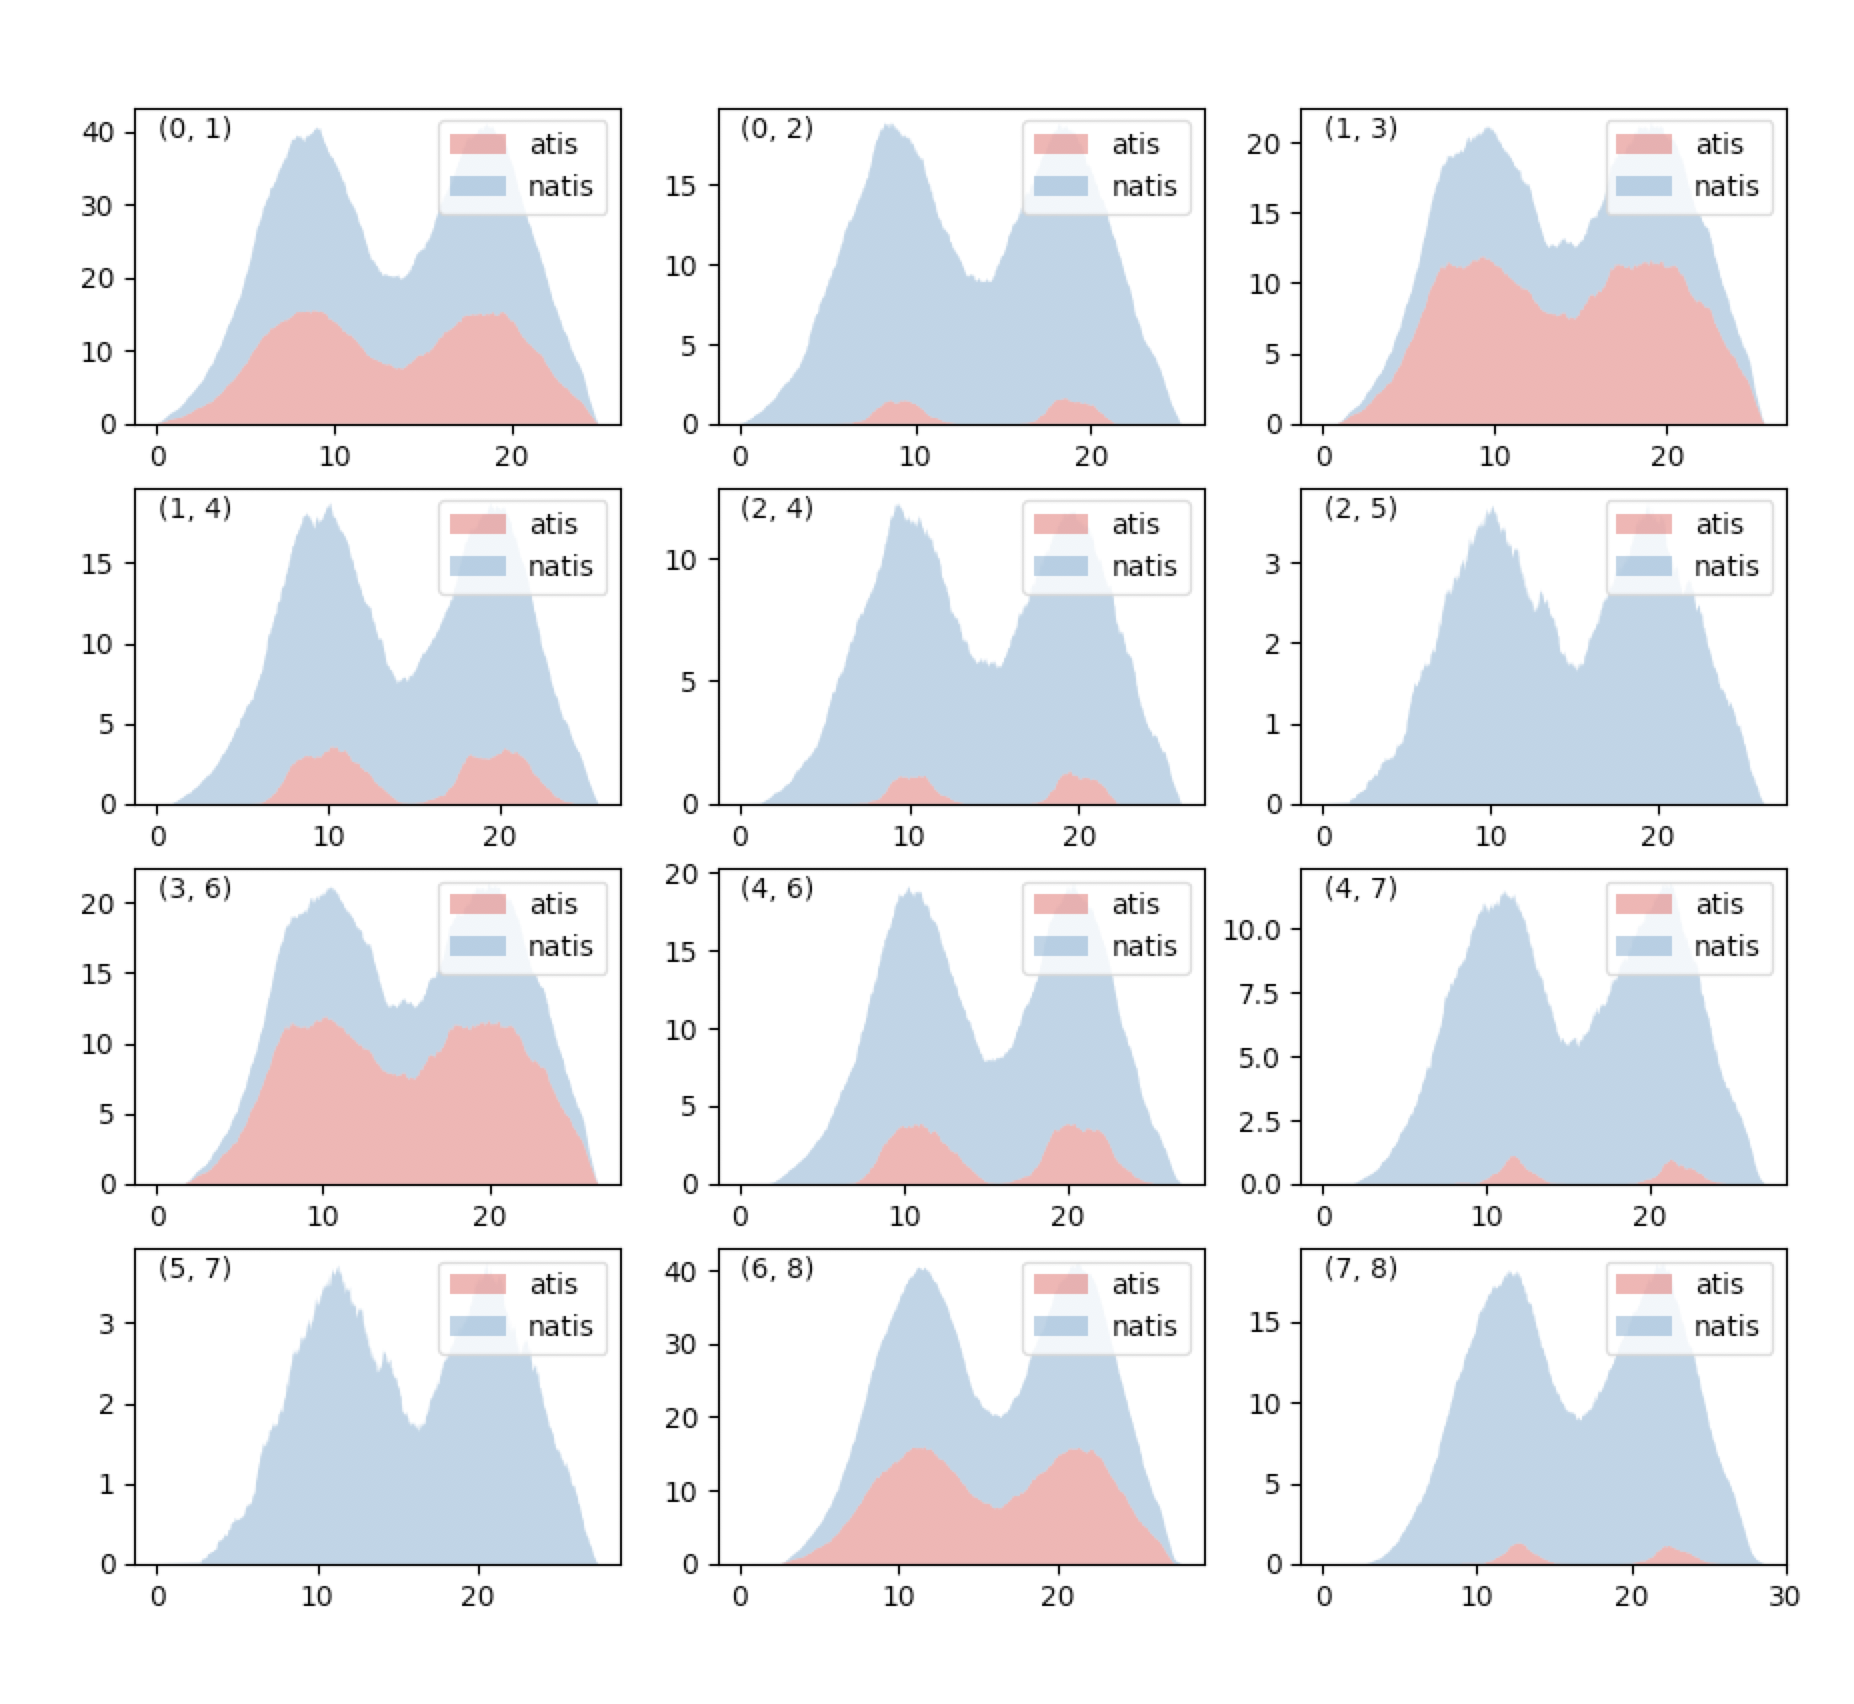 (0, 1)
atis
natis
40
30
20
10
0
0 10 20
(0, 2)
atis
natis
15
10
5
0
0 10 20
(1, 3)
atis
natis
20
15
10
5
0
0 10 20
(1, 4)
atis
natis
15
10
5
0
0 10 20
(2, 4)
atis
natis
10
5
0
0 10 20
(2, 5)
atis
natis
3
2
1
0
0 10 20
(3, 6)
atis
natis
20
15
10
5
0
0 10 20
(4, 6)
atis
natis
20
15
10
5
0
0 10 20
(4, 7)
atis
natis
10.0
7.5
5.0
2.5
0.0
0 10 20
(5, 7)
atis
natis
3
2
1
0
0 10 20
(6, 8)
atis
natis
40
30
20
10
0
0 10 20
(7, 8)
atis
natis
15
10
5
0
0 10 20 30